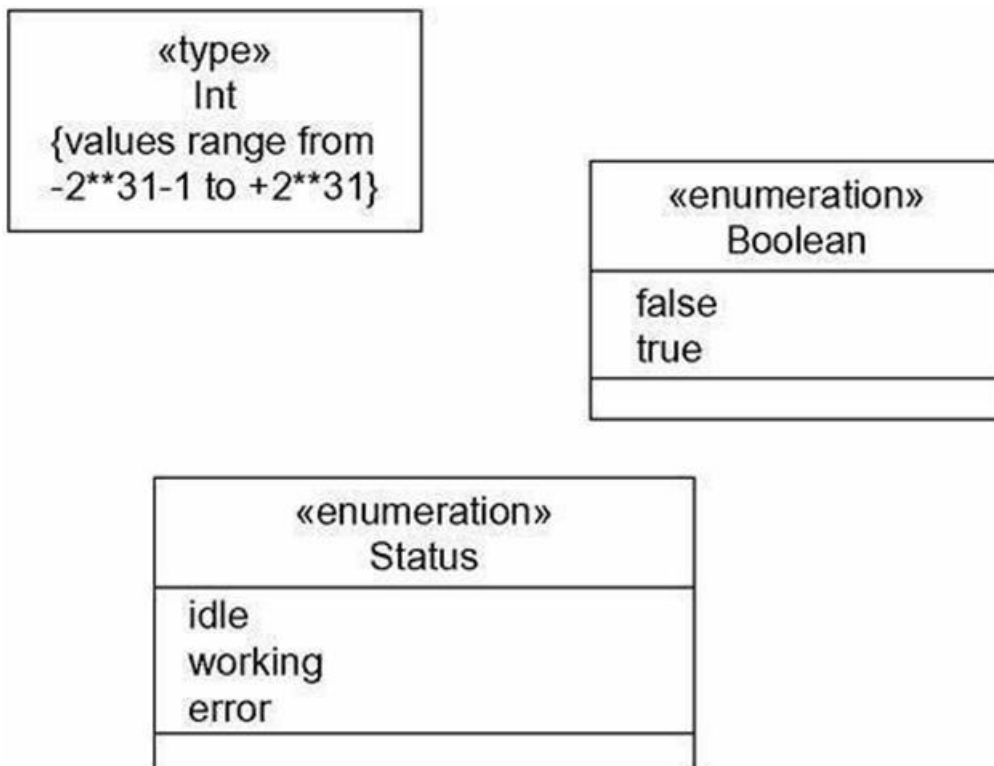 «type»
Int
{values range from
-2**31-1 to +2**31}
«enumeration»
Boolean
false
true
«enumeration»
Status
idle
working
error